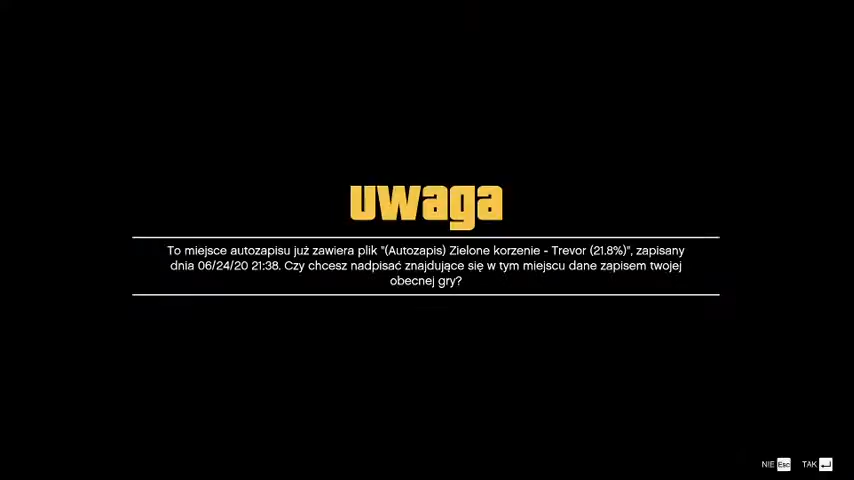 uwaga
To miejsce autozapisu już zawiera plik "(Autozapis) Zielone korzenie - Trevor (21.8%)", zapisany
dnia 06/24/20 21:38. Czy chcesz nadpisać znajdujące się w tym miejscu dane zapisem twojej
obecnej gry?
NIE Esc TAK